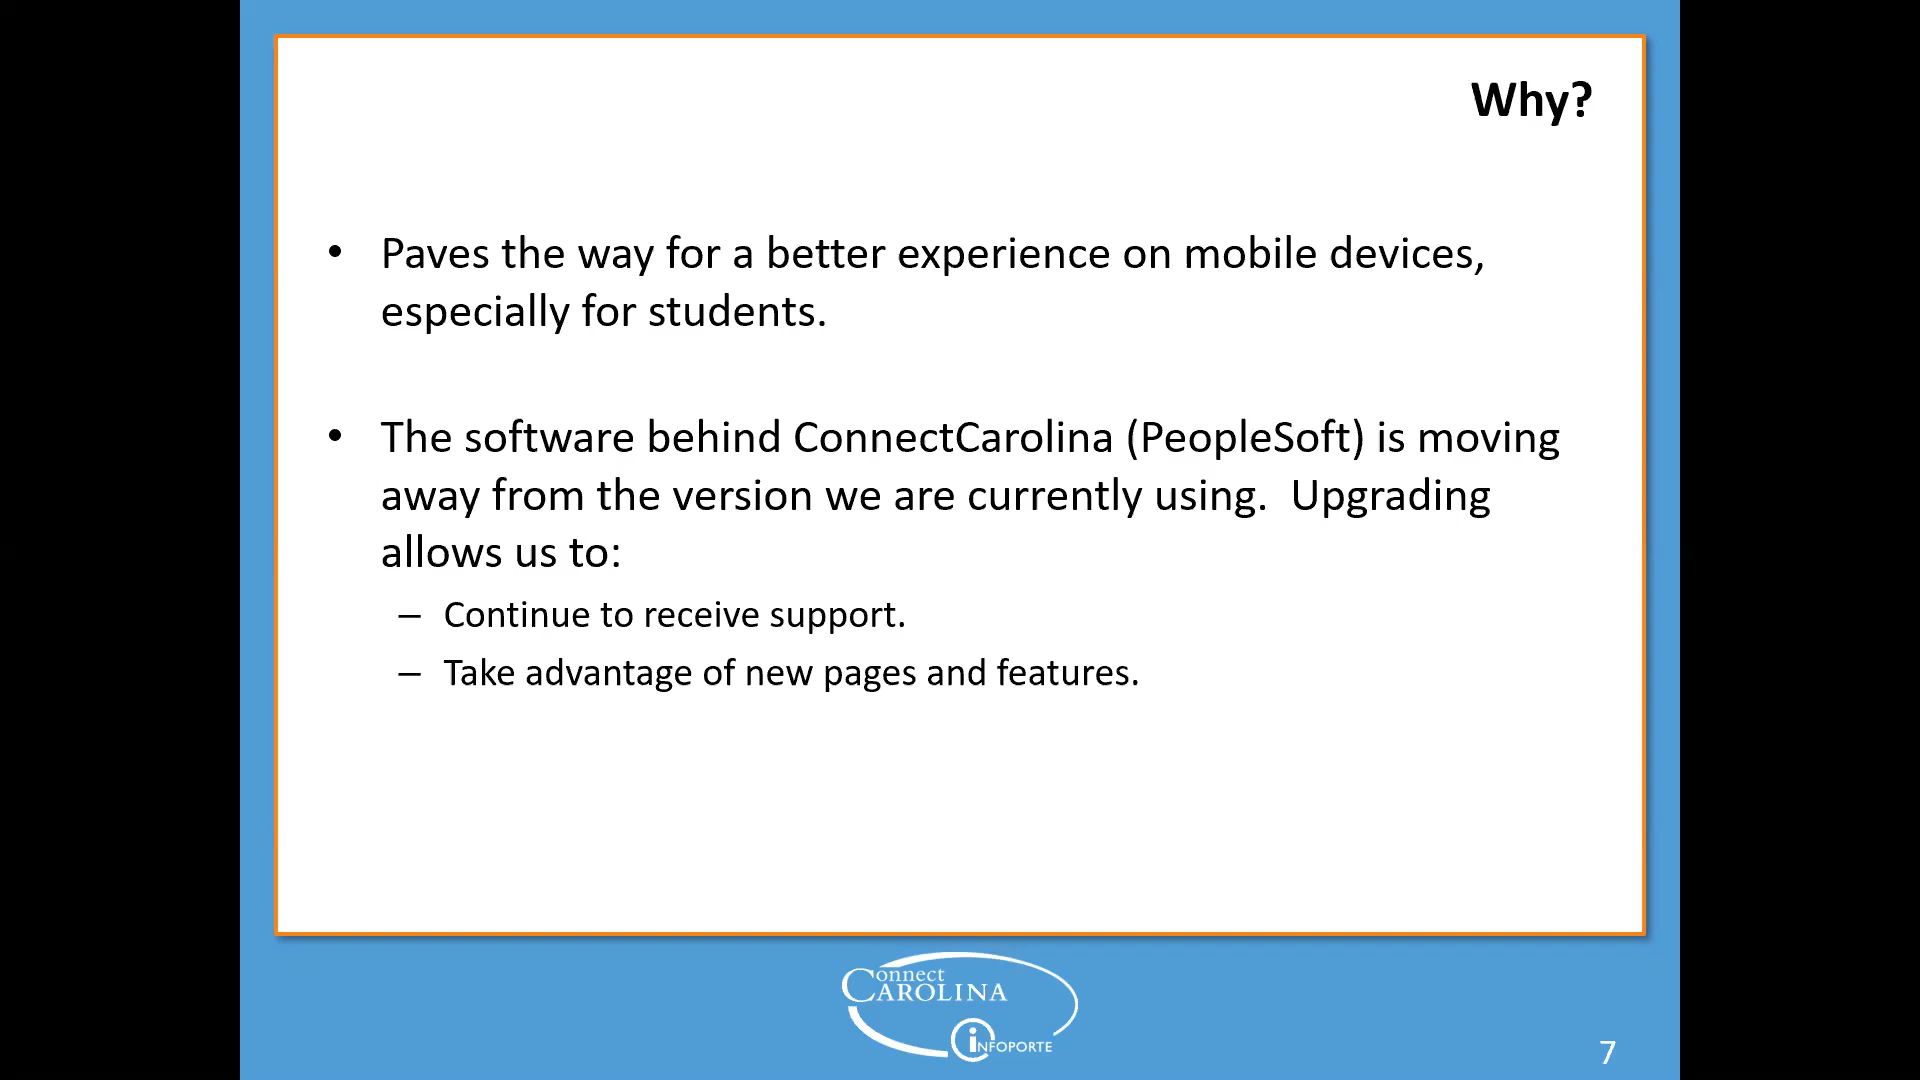 Why?
• Paves the way for a better experience on mobile devices,
especially for students.
• The software behind ConnectCarolina (PeopleSoft) is moving
away from the version we are currently using.  Upgrading
allows us to:
– Continue to receive support.
– Take advantage of new pages and features.
Connect
CAROLINA
INFOPORTE
7